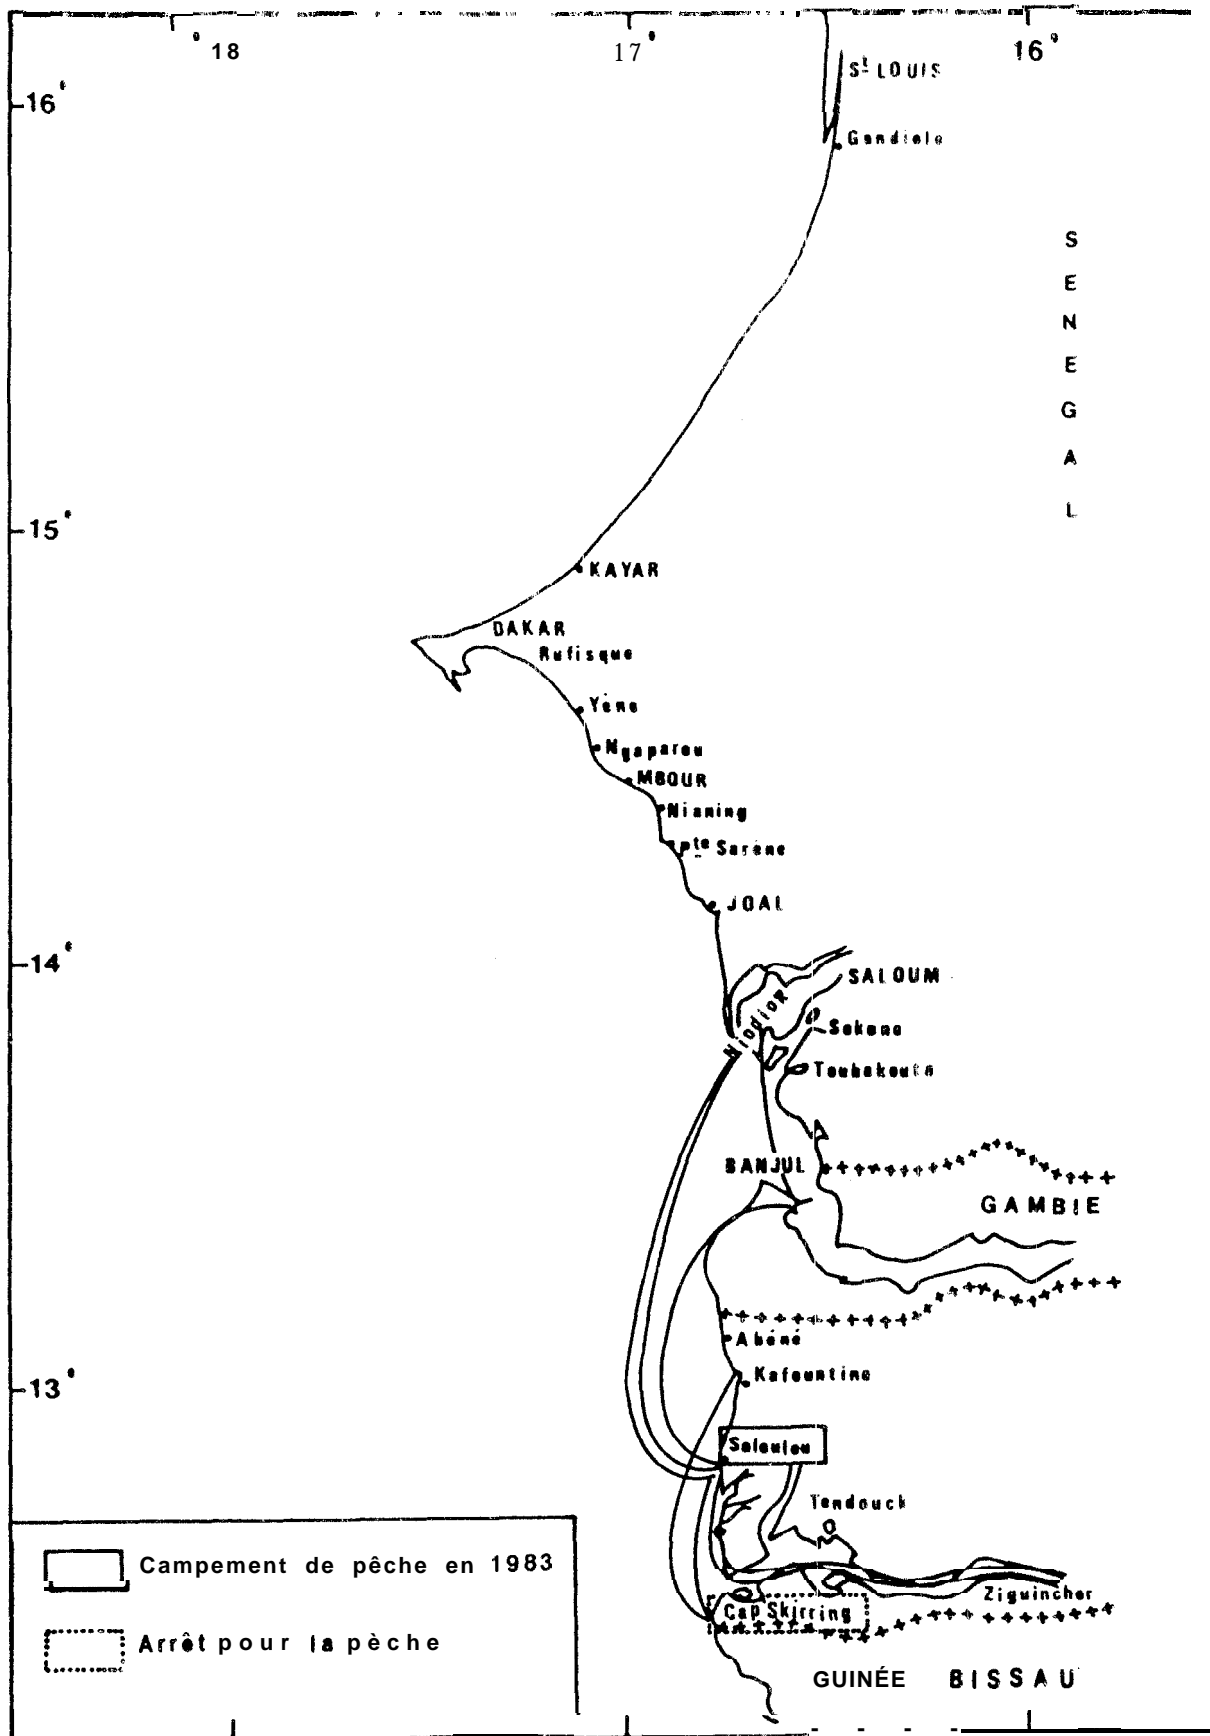 18
17°
16°
St LOUIS
16°
Gandiole
S
E
N
E
G
A
L
15°
KAYAR
DAKAR
Rufisque
Yène
Ngaparou
MBOUR
Nianing
Pte Sarène
JOAL
14°
SALOUM
Niodior
Sokone
Toubakouta
BANJUL
GAMBIE
Abéné
13°
Kafountine
Saloulou
Tendouck
Campement de pêche en 1983
Ziguinchor
Cap Skirring
Arrêt pour la pèche
GUINÉE BISSAU